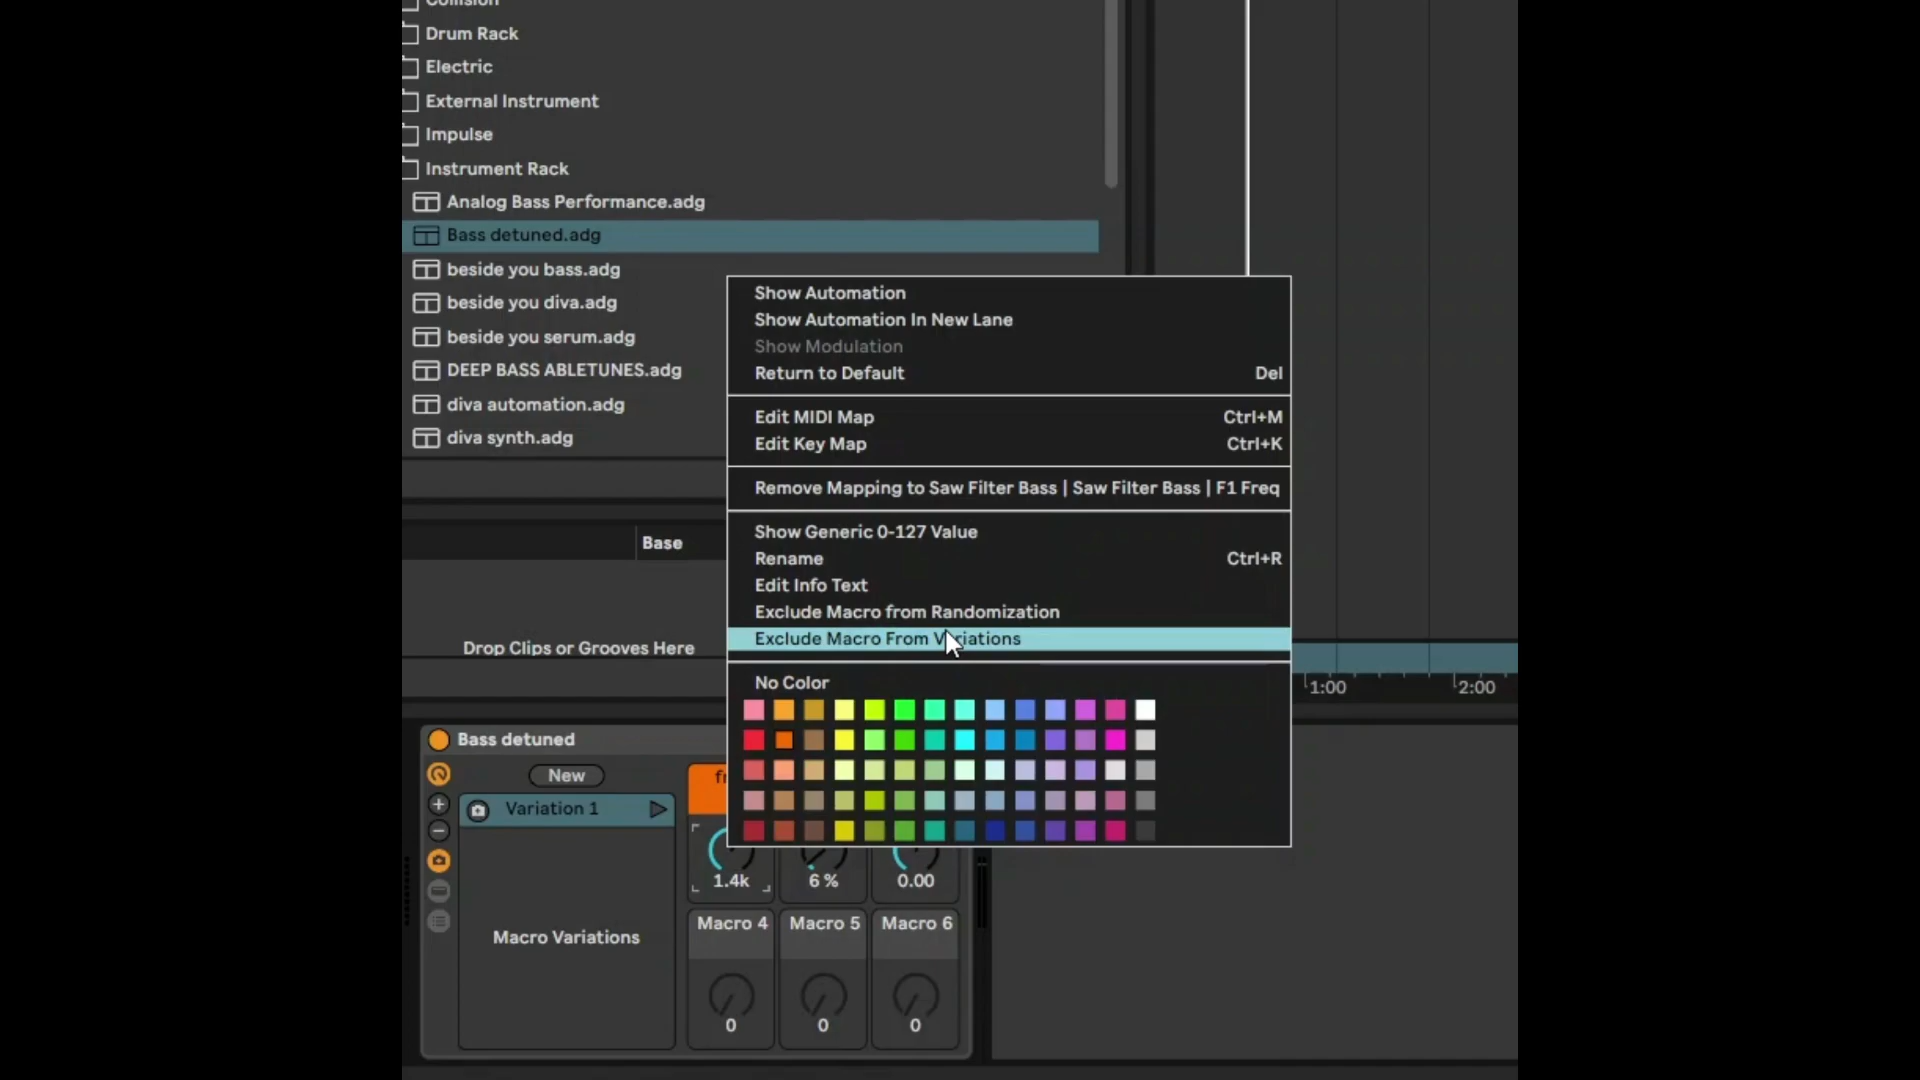 Collision
Drum Rack
Electric
External Instrument
Impulse
Instrument Rack
Analog Bass Performance.adg
Bass detuned.adg
beside you bass.adg
beside you diva.adg
beside you serum.adg
DEEP BASS ABLETUNES.adg
diva automation.adg
diva synth.adg
Show Automation
Show Automation In New Lane
Show Modulation
Return to Default Del
Edit MIDI Map Ctrl+M
Edit Key Map Ctrl+K
Remove Mapping to Saw Filter Bass | Saw Filter Bass | F1 Freq
Show Generic 0-127 Value
Rename Ctrl+R
Edit Info Text
Exclude Macro from Randomization
Exclude Macro From Variations
No Color
Base
Drop Clips or Grooves Here
1:00 2:00
Bass detuned
New
Variation 1
Macro Variations
1.4k 6 % 0.00
Macro 4 Macro 5 Macro 6
0 0 0